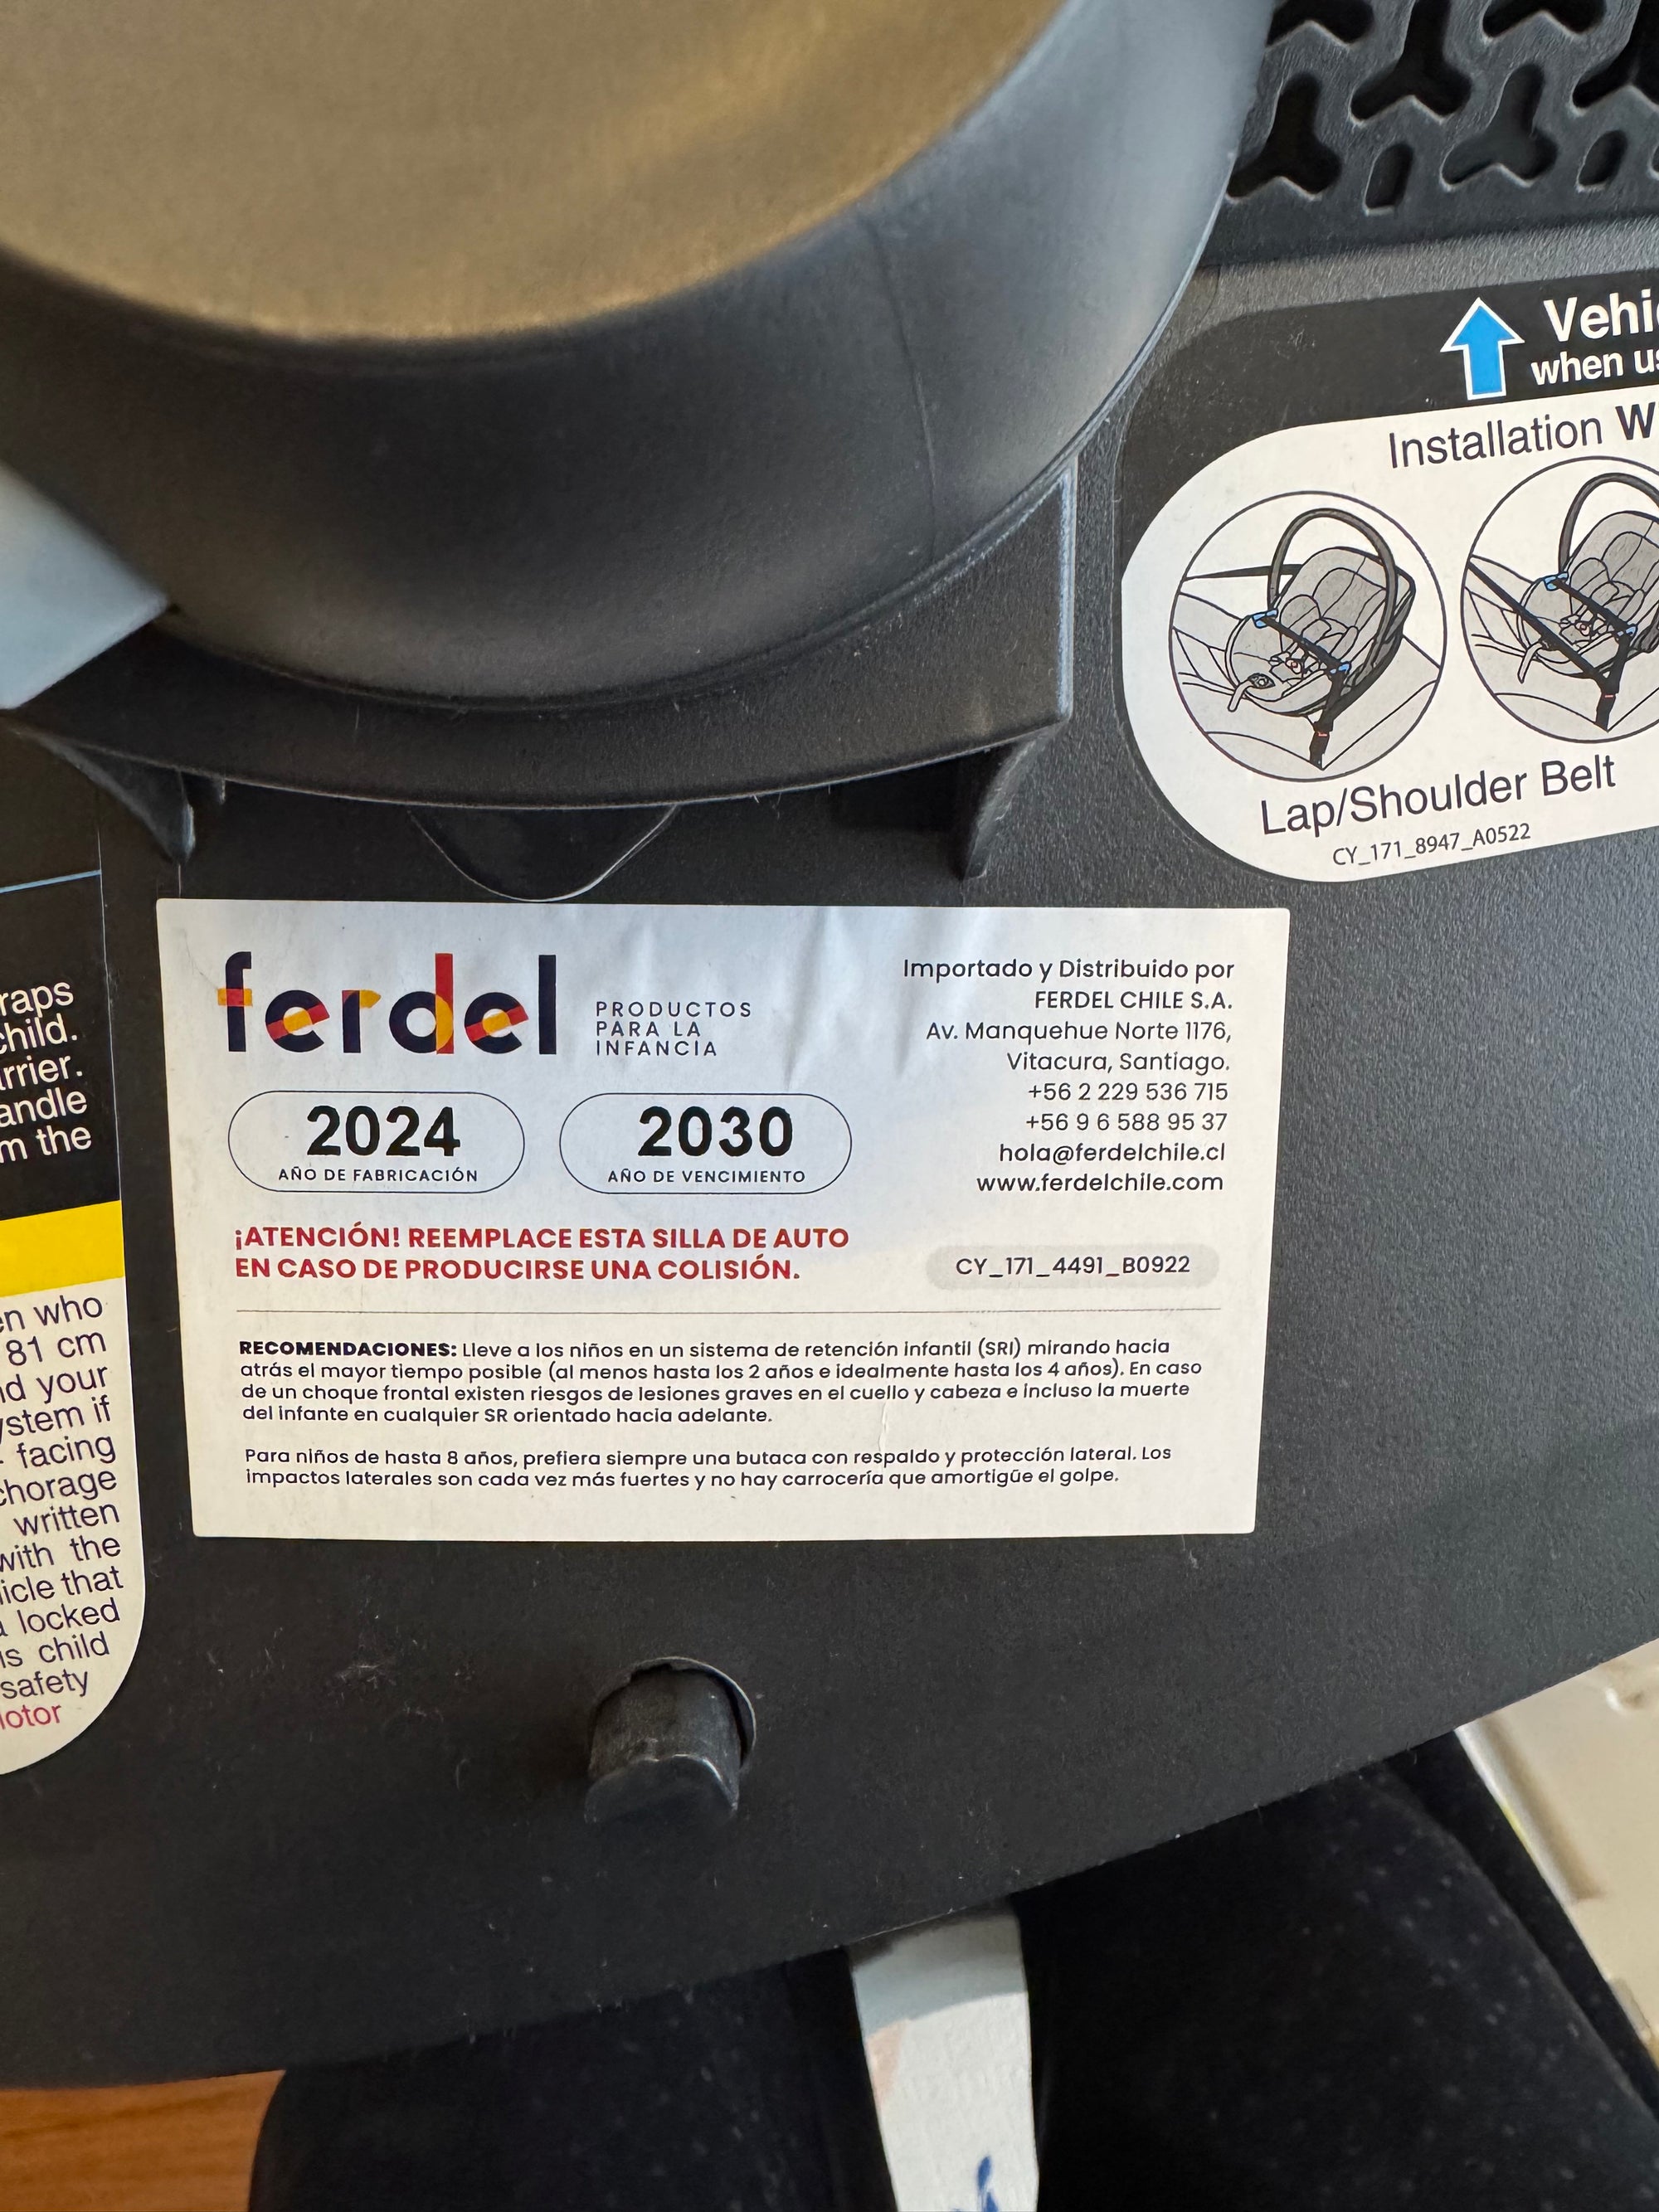 Vehi
when us
Installation W
Lap/Shoulder Belt
CY_171_8947_A0522
raps
child.
rrier.
andle
m the
en who
81 cm
nd your
ystem if
facing
chorage
written
with the
icle that
locked
is child
safety
lotor
ferdel
PRODUCTOS
PARA LA
INFANCIA
2024
AÑO DE FABRICACIÓN
2030
AÑO DE VENCIMIENTO
Importado y Distribuido por
FERDEL CHILE S.A.
Av. Manquehue Norte 1176,
Vitacura, Santiago.
+56 2 229 536 715
+56 9 6 588 95 37
hola@ferdelchile.cl
www.ferdelchile.com
¡ATENCIÓN! REEMPLACE ESTA SILLA DE AUTO
EN CASO DE PRODUCIRSE UNA COLISIÓN.
CY_171_4491_B0922
RECOMENDACIONES: Lleve a los niños en un sistema de retención infantil (SRI) mirando hacia
atrás el mayor tiempo posible (al menos hasta los 2 años e idealmente hasta los 4 años). En caso
de un choque frontal existen riesgos de lesiones graves en el cuello y cabeza e incluso la muerte
del infante en cualquier SR orientado hacia adelante.
Para niños de hasta 8 años, prefiera siempre una butaca con respaldo y protección lateral. Los
impactos laterales son cada vez más fuertes y no hay carrocería que amortigüe el golpe.